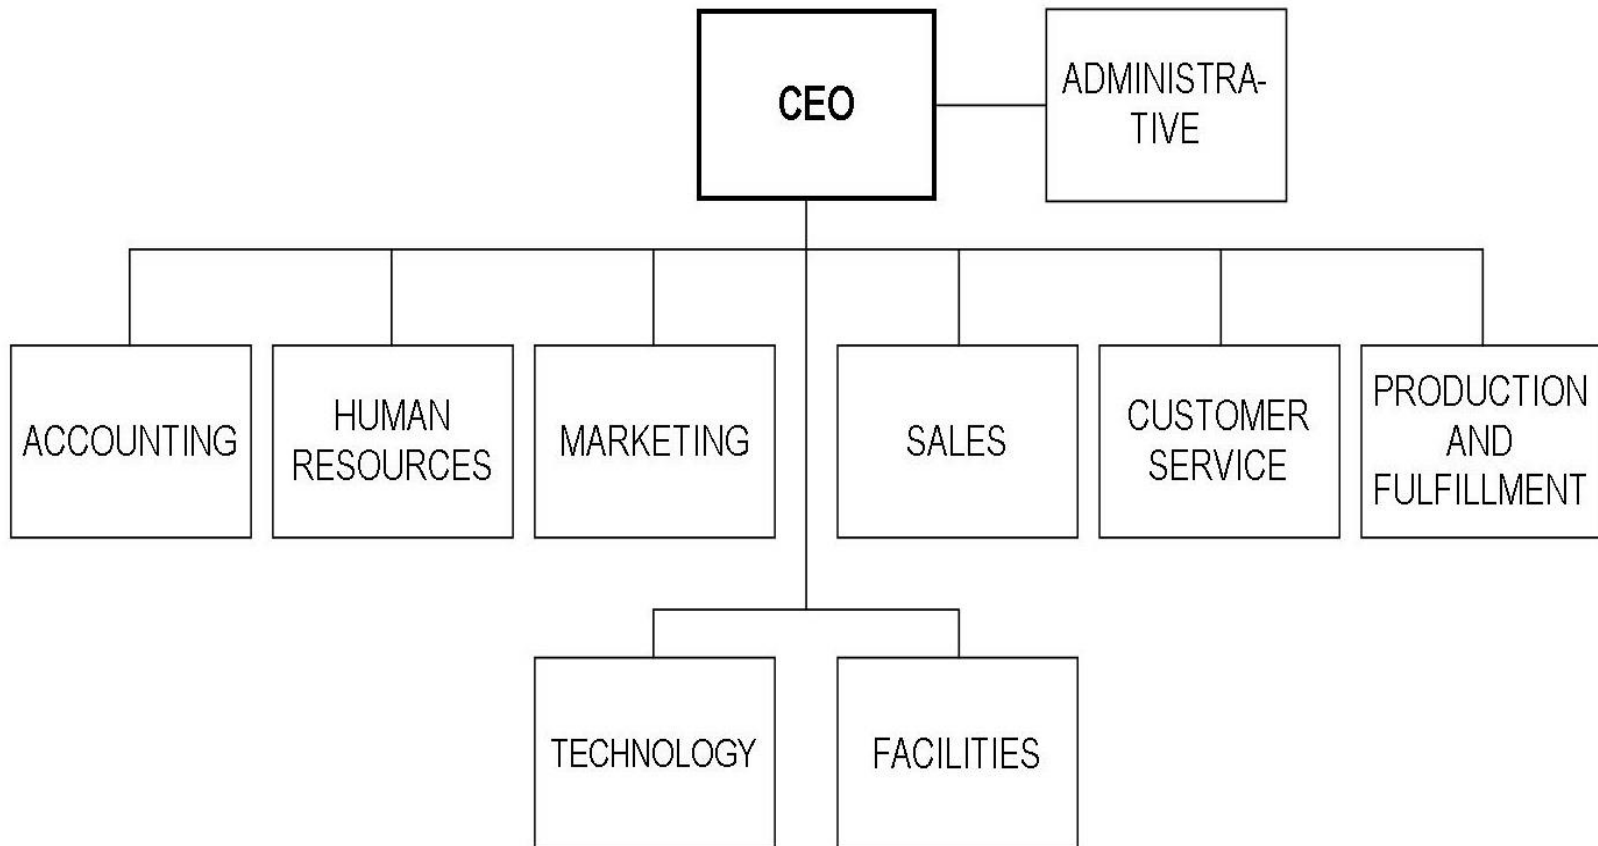 CEO
ADMINISTRA-
TIVE
ACCOUNTING
HUMAN
RESOURCES
MARKETING
SALES
CUSTOMER
SERVICE
PRODUCTION
AND
FULFILLMENT
TECHNOLOGY
FACILITIES